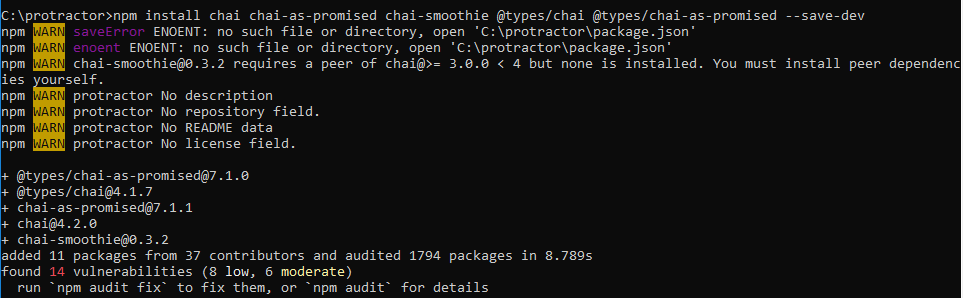 C:\protractor>npm install chai chai-as-promised chai-smoothie @types/chai @types/chai-as-promised --save-dev
npm WARN saveError ENOENT: no such file or directory, open 'C:\protractor\package.json'
npm WARN enoent ENOENT: no such file or directory, open 'C:\protractor\package.json'
npm WARN chai-smoothie@0.3.2 requires a peer of chai@>= 3.0.0 < 4 but none is installed. You must install peer dependenc
ies yourself.
npm WARN protractor No description
npm WARN protractor No repository field.
npm WARN protractor No README data
npm WARN protractor No license field.
+ @types/chai-as-promised@7.1.0
+ @types/chai@4.1.7
+ chai-as-promised@7.1.1
+ chai@4.2.0
+ chai-smoothie@0.3.2
added 11 packages from 37 contributors and audited 1794 packages in 8.789s
found 14 vulnerabilities (8 low, 6 moderate)
  run `npm audit fix` to fix them, or `npm audit` for details